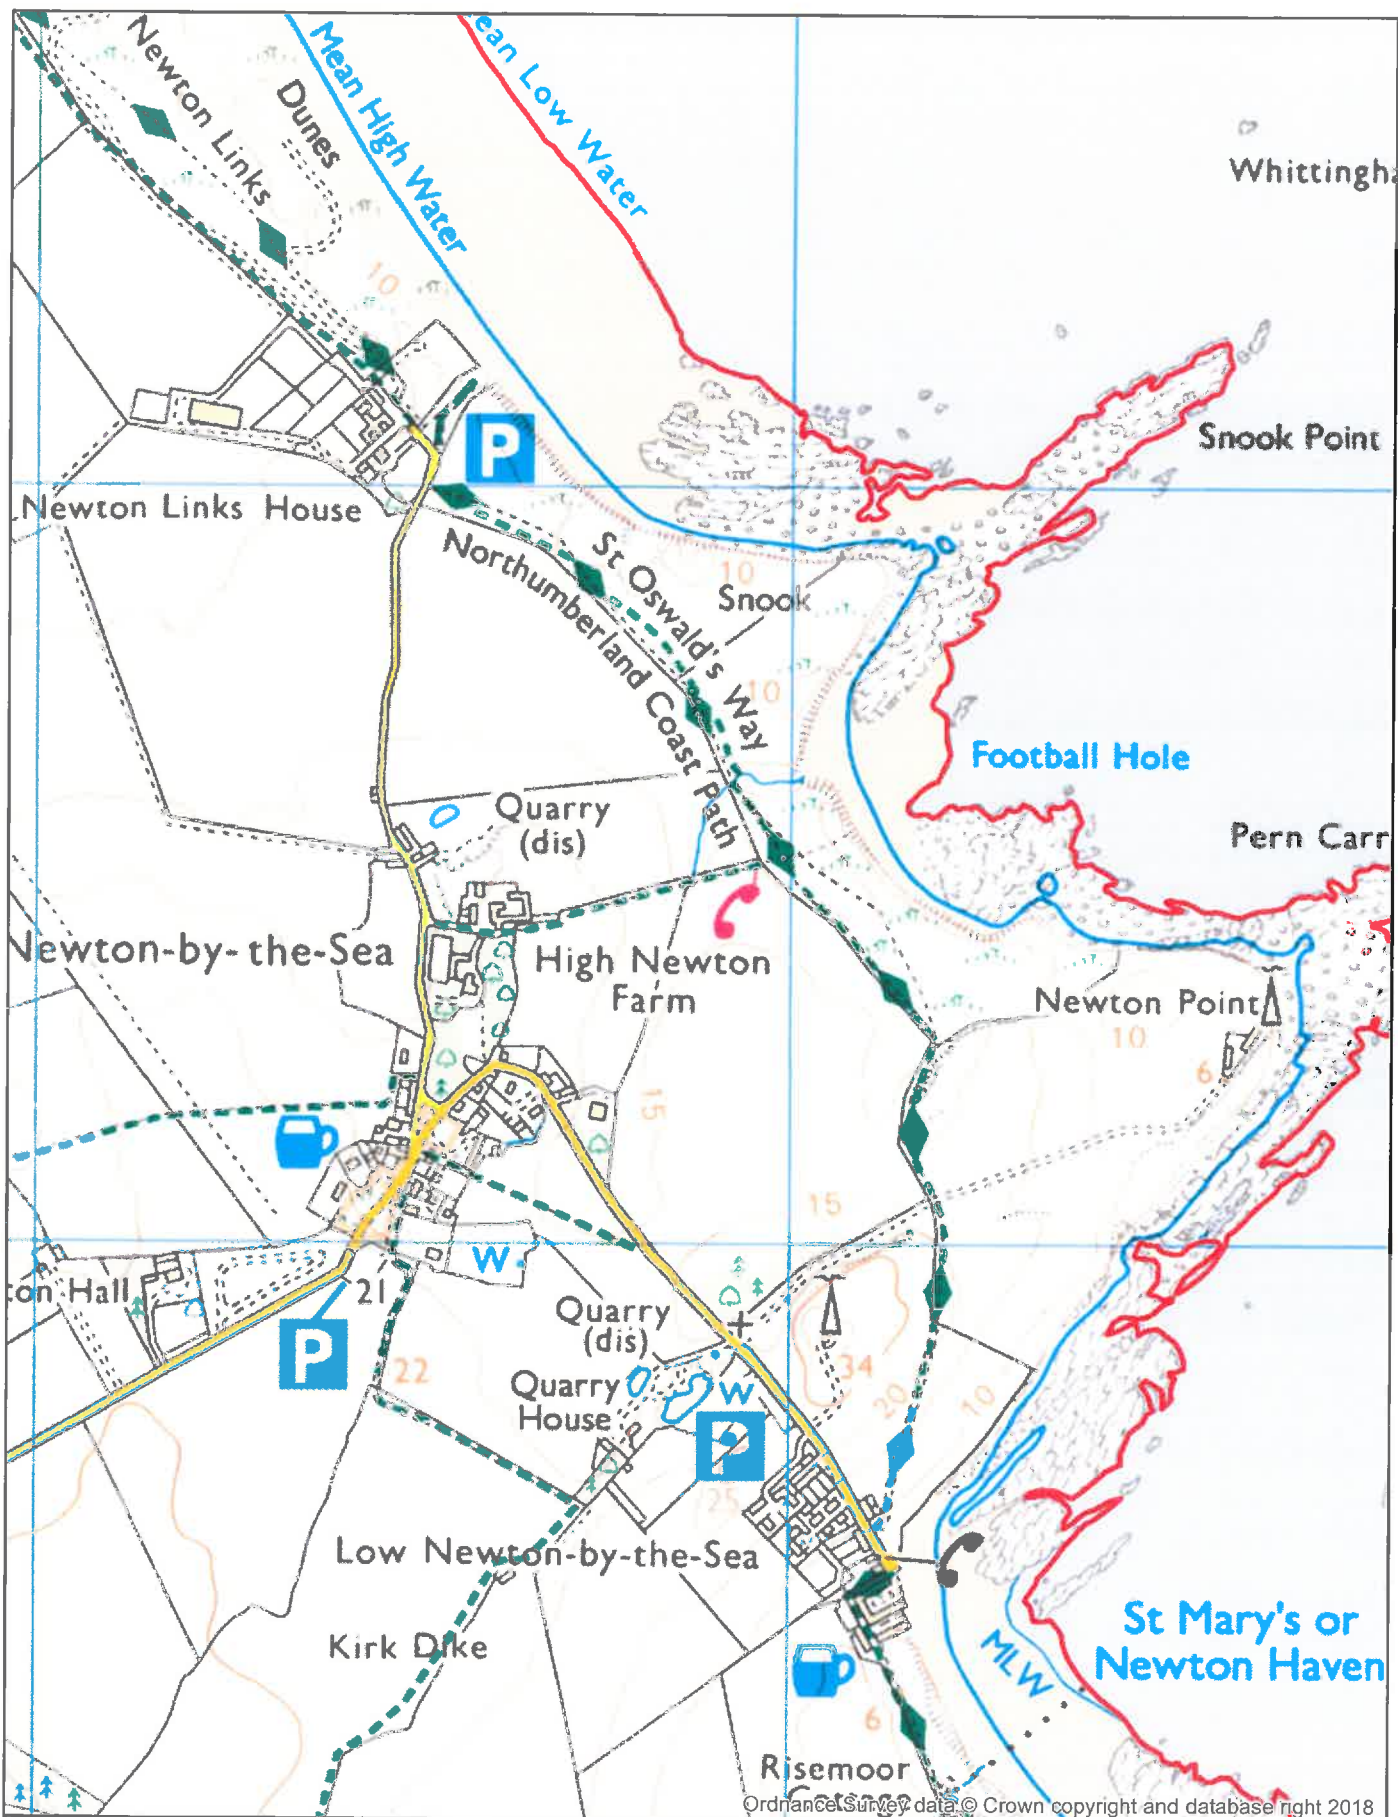 Newton Links
Dunes
Mean High Water
ean Low Water
Whittingha
10
P
Snook Point
Newton Links House
St Oswald's Way
Northumberland Coast Path
10
Snook
10
Football Hole
Quarry
(dis)
Pern Carr
Newton-by-the-Sea
High Newton
Farm
Newton Point
10
6
15
15
W
ton Hall
21
P
22
Quarry
(dis)
Quarry
House
W
P
34
20
10
25
Low Newton-by-the-Sea
Kirk Dike
St Mary's or
Newton Haven
MLW
6
Risemoor
Cottage
Ordnance Survey data © Crown copyright and database right 2018